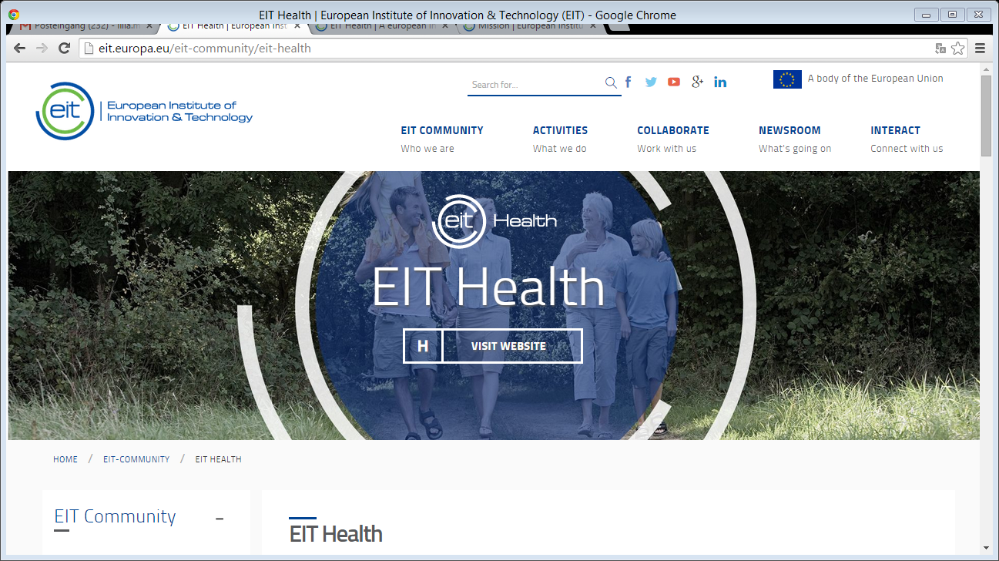 EIT Health | European Institute of Innovation & Technology (EIT) - Google Chrome
Posteingang (232) -
EIT Health | European Inst
EIT Health | A european in
Mission | European Institu
eit.europa.eu/eit-community/eit-health
Search for...
A body of the European Union
eit
European Institute of
Innovation & Technology
EIT COMMUNITY
Who we are
ACTIVITIES
What we do
COLLABORATE
Work with us
NEWSROOM
What's going on
INTERACT
Connect with us
eit Health
EIT Health
H VISIT WEBSITE
HOME / EIT-COMMUNITY / EIT HEALTH
EIT Community
EIT Health